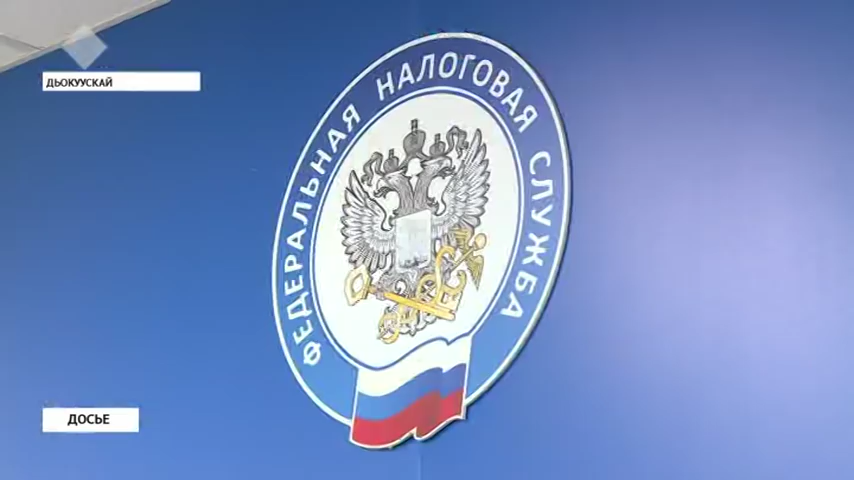 ДЬОКУУСКАЙ
ФЕДЕРАЛЬНАЯ НАЛОГОВАЯ СЛУЖБА
ДОСЬЕ